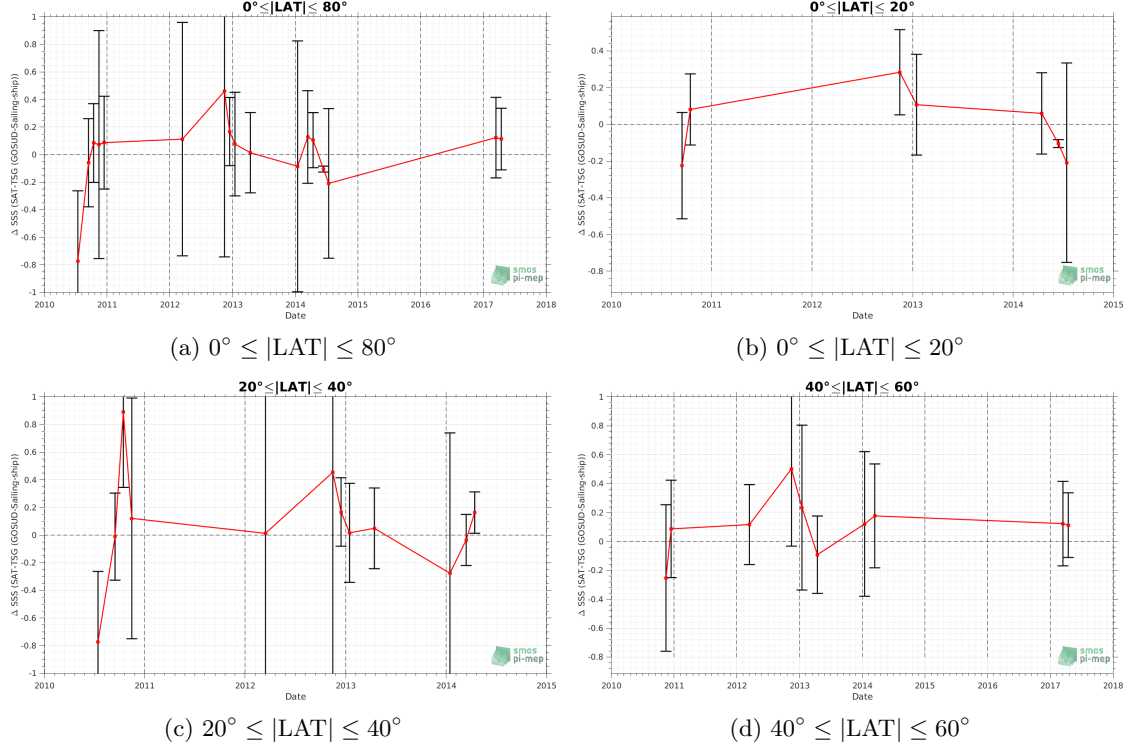 0°≤|LAT|≤ 80°
Δ SSS (SAT-TSG (GOSUD-Sailing-ship))
1
0.8
0.6
0.4
0.2
0
-0.2
-0.4
-0.6
-0.8
-1
2010 2011 2012 2013 2014 2015 2016 2017 2018
Date
smos
pi-mep
(a) 0° ≤ |LAT| ≤ 80°
0°≤|LAT|≤ 20°
Δ SSS (SAT-TSG (GOSUD-Sailing-ship))
0.4
0.2
0
-0.2
-0.4
-0.6
-0.8
2010 2011 2012 2013 2014 2015
Date
smos
pi-mep
(b) 0° ≤ |LAT| ≤ 20°
20°≤|LAT|≤ 40°
Δ SSS (SAT-TSG (GOSUD-Sailing-ship))
1
0.8
0.6
0.4
0.2
0
-0.2
-0.4
-0.6
-0.8
-1
2010 2011 2012 2013 2014 2015
Date
smos
pi-mep
(c) 20° ≤ |LAT| ≤ 40°
40°≤|LAT|≤ 60°
Δ SSS (SAT-TSG (GOSUD-Sailing-ship))
1
0.8
0.6
0.4
0.2
0
-0.2
-0.4
-0.6
-0.8
2010 2011 2012 2013 2014 2015 2016 2017 2018
Date
smos
pi-mep
(d) 40° ≤ |LAT| ≤ 60°